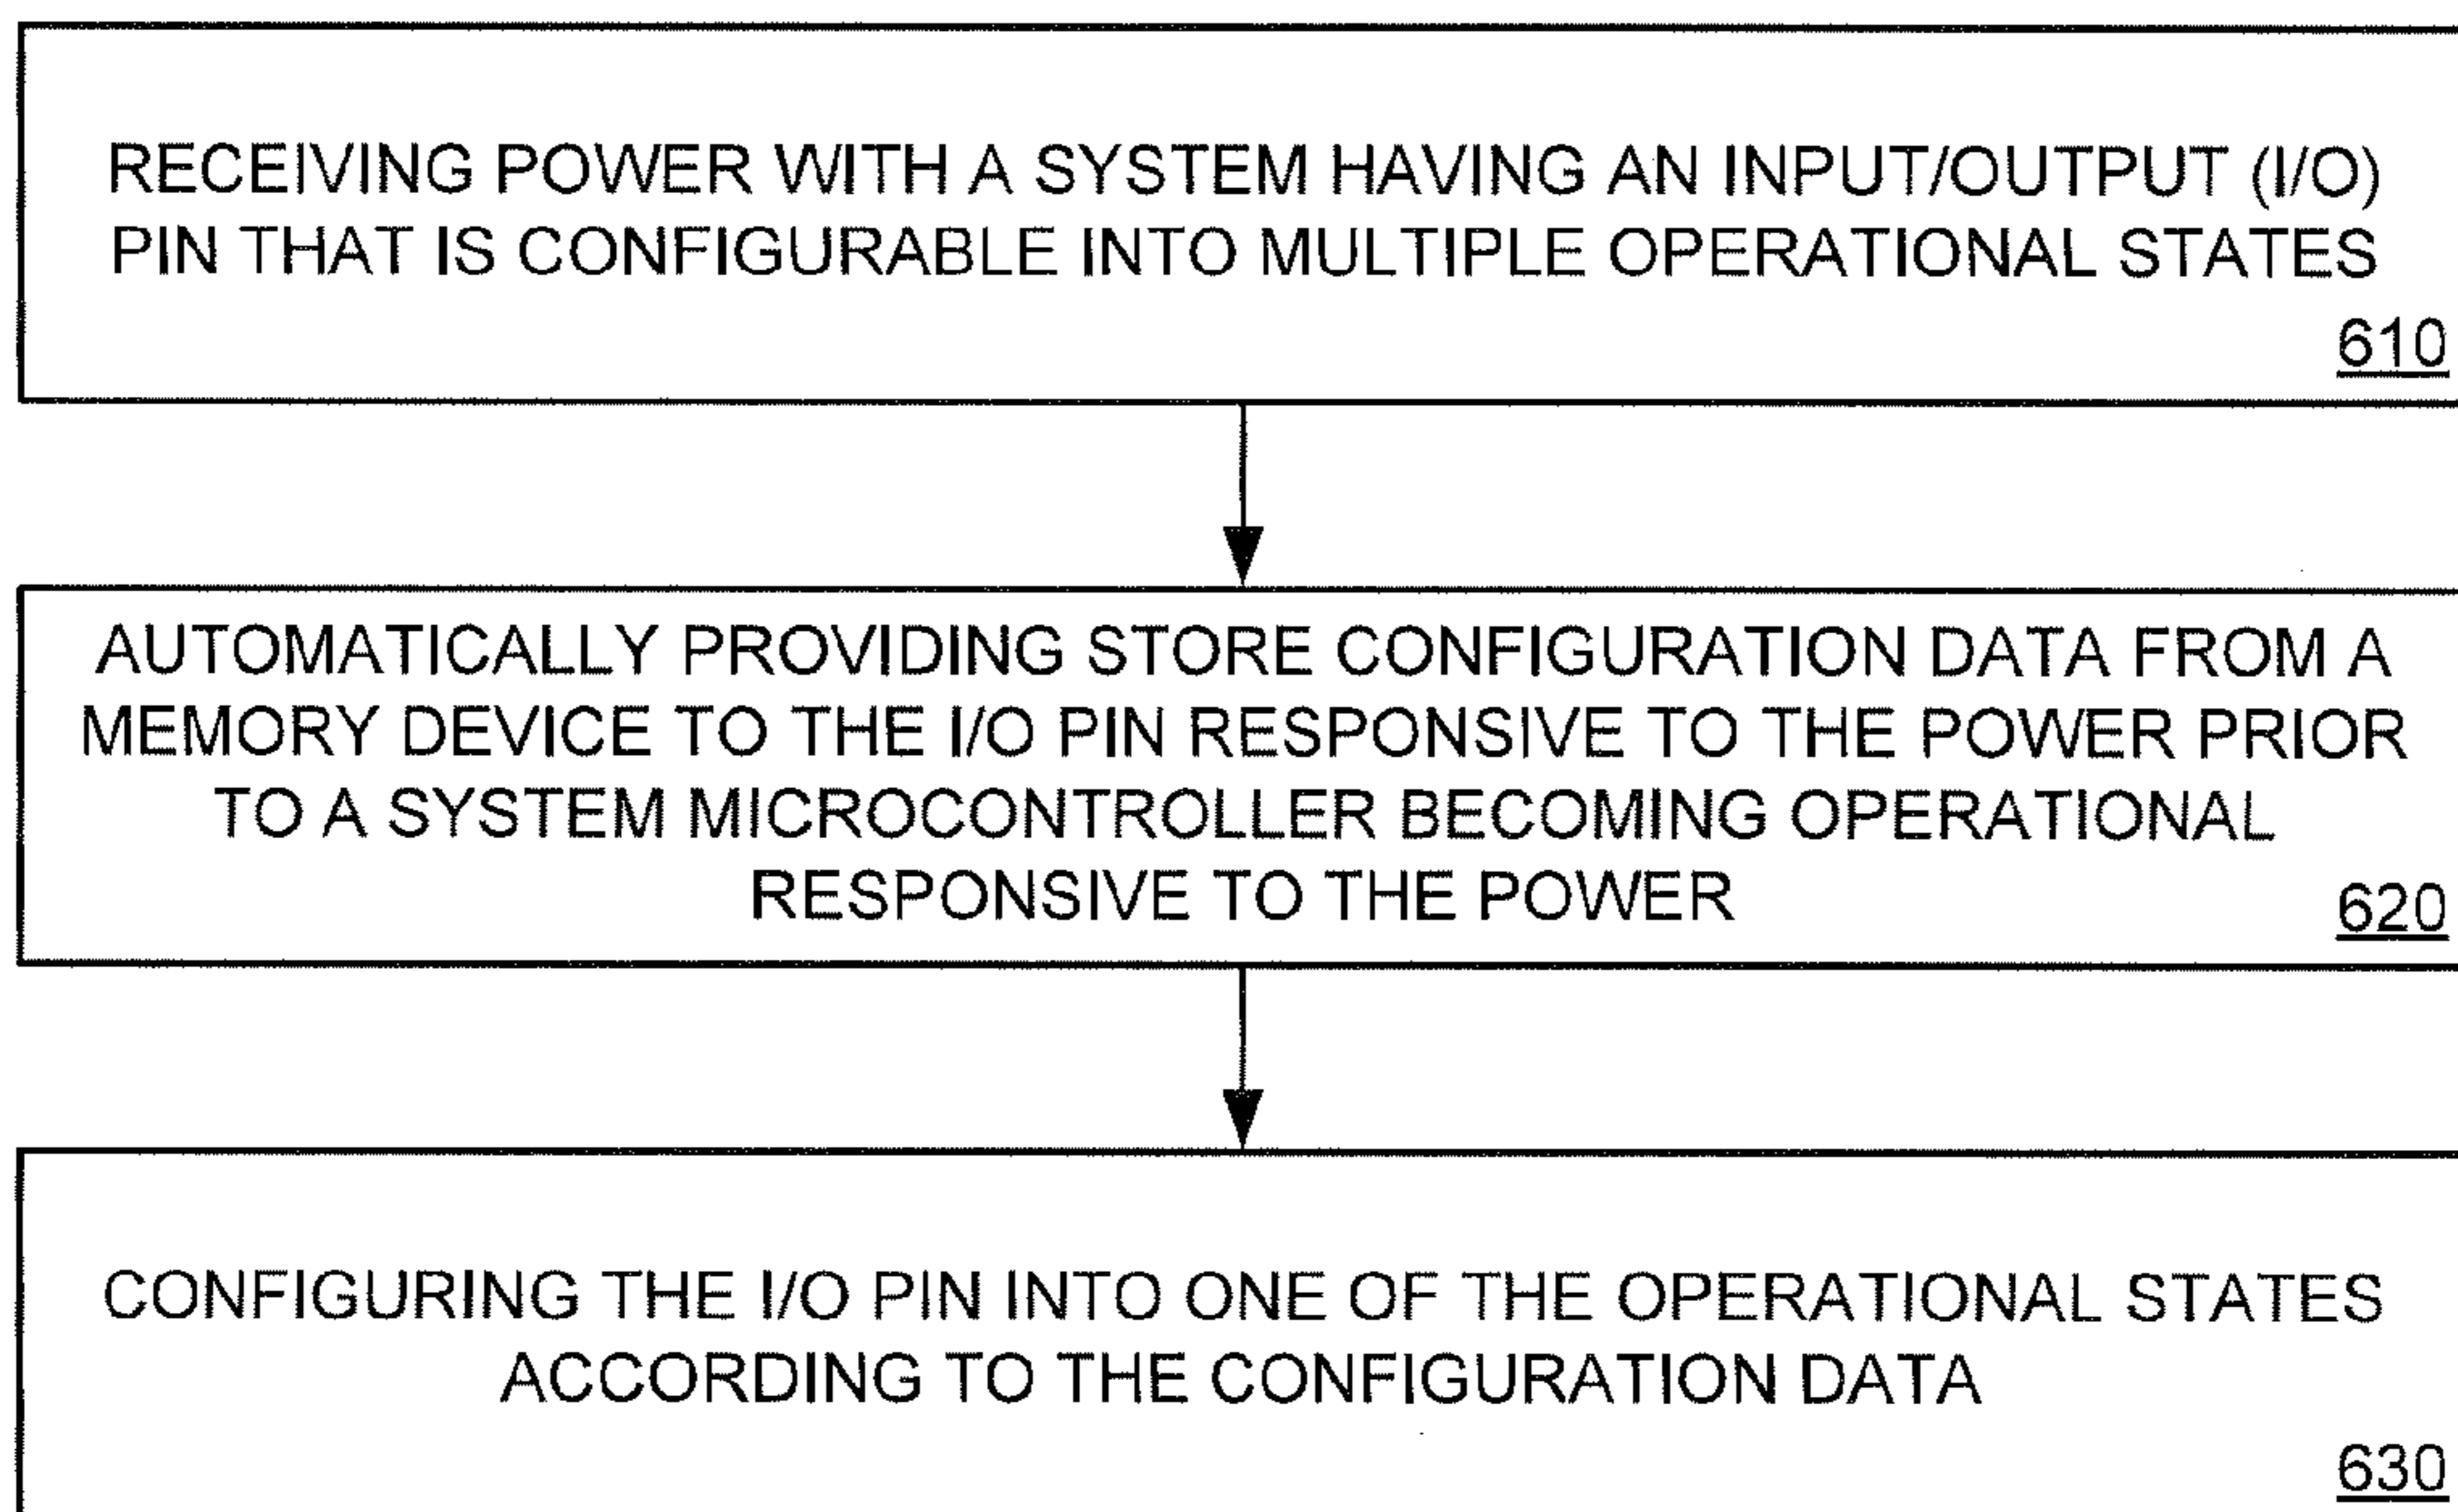 RECEIVING POWER WITH A SYSTEM HAVING AN INPUT/OUTPUT (I/O)
PIN THAT IS CONFIGURABLE INTO MULTIPLE OPERATIONAL STATES
610
AUTOMATICALLY PROVIDING STORE CONFIGURATION DATA FROM A
MEMORY DEVICE TO THE I/O PIN RESPONSIVE TO THE POWER PRIOR
TO A SYSTEM MICROCONTROLLER BECOMING OPERATIONAL
RESPONSIVE TO THE POWER
620
CONFIGURING THE I/O PIN INTO ONE OF THE OPERATIONAL STATES
ACCORDING TO THE CONFIGURATION DATA
630